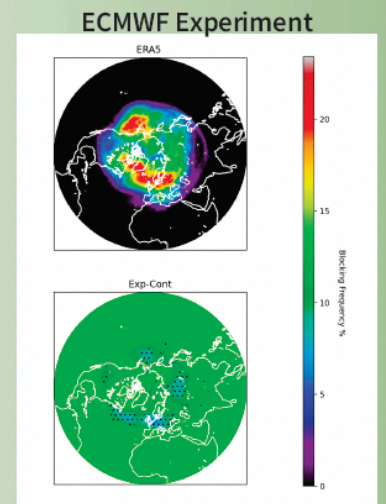 ECMWF Experiment
ERA5
20
15
10
5
0
Blocking Frequency %
Exp-Cont